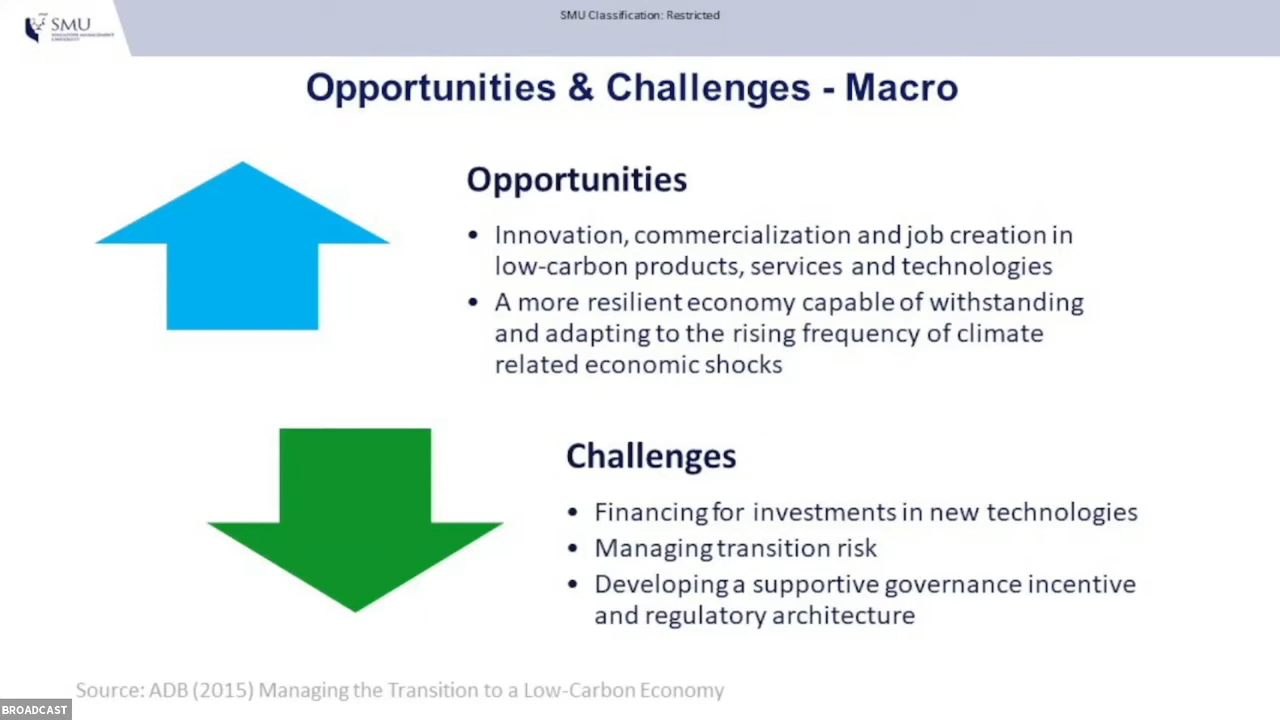 SMU Classification: Restricted
SMU
SINGAPORE MANAGEMENT
UNIVERSITY
Opportunities & Challenges - Macro
Opportunities
• Innovation, commercialization and job creation in
low-carbon products, services and technologies
• A more resilient economy capable of withstanding
and adapting to the rising frequency of climate
related economic shocks
Challenges
• Financing for investments in new technologies
• Managing transition risk
• Developing a supportive governance incentive
and regulatory architecture
Source: ADB (2015) Managing the Transition to a Low-Carbon Economy
BROADCAST